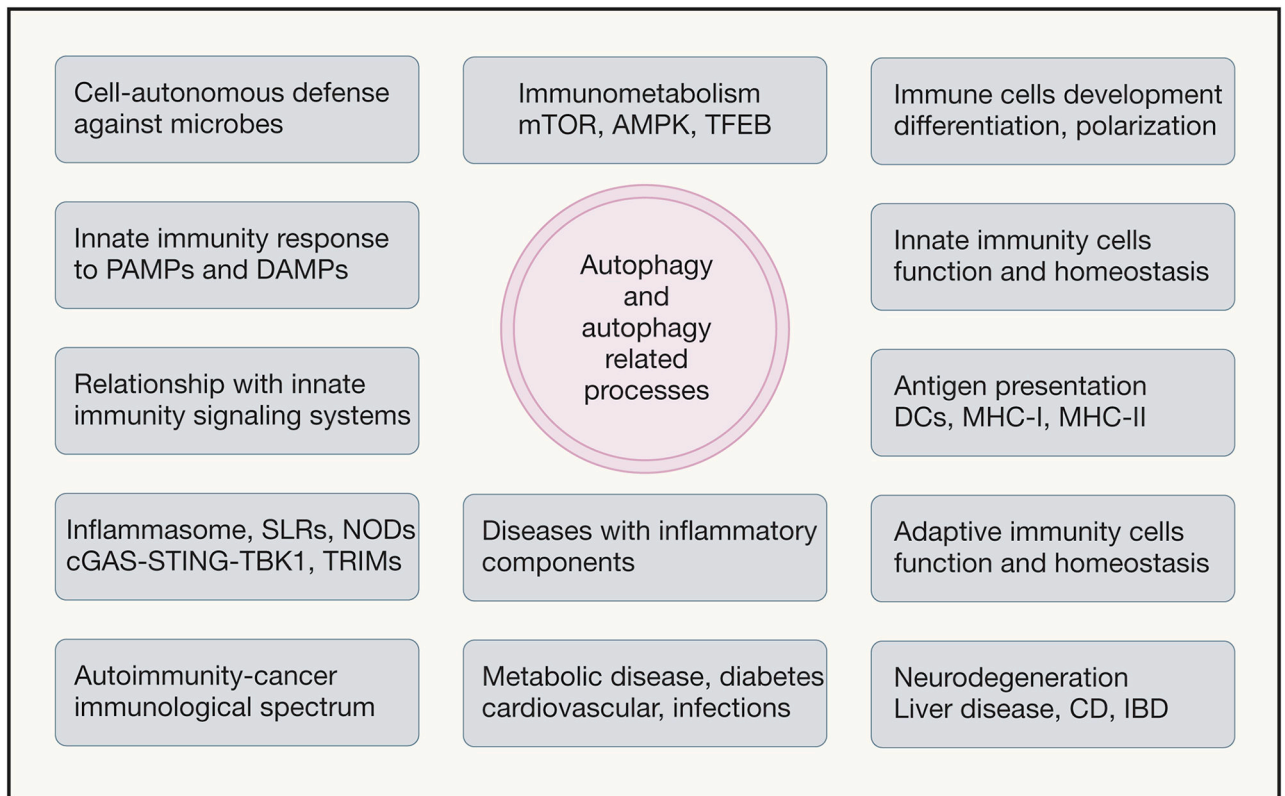 Cell-autonomous defense
against microbes
Immunometabolism
mTOR, AMPK, TFEB
Immune cells development
differentiation, polarization
Innate immunity response
to PAMPs and DAMPs
Autophagy
and
autophagy
related
processes
Innate immunity cells
function and homeostasis
Relationship with innate
immunity signaling systems
Antigen presentation
DCs, MHC-I, MHC-II
Inflammasome, SLRs, NODs
cGAS-STING-TBK1, TRIMs
Diseases with inflammatory
components
Adaptive immunity cells
function and homeostasis
Autoimmunity-cancer
immunological spectrum
Metabolic disease, diabetes
cardiovascular, infections
Neurodegeneration
Liver disease, CD, IBD